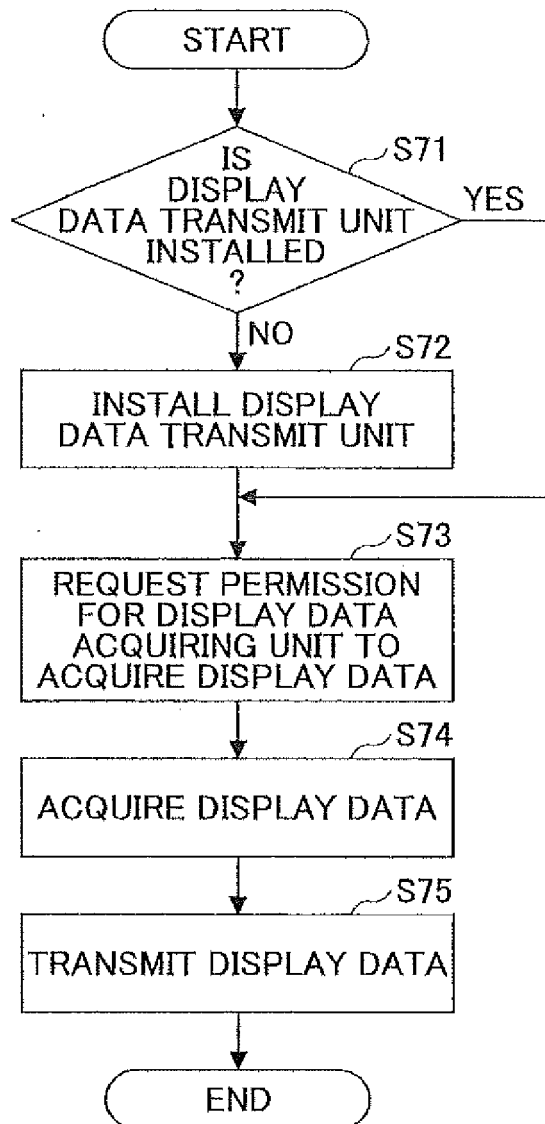 START
S71
IS
DISPLAY
DATA TRANSMIT UNIT
INSTALLED
?
YES
NO
S72
INSTALL DISPLAY
DATA TRANSMIT UNIT
S73
REQUEST PERMISSION
FOR DISPLAY DATA
ACQUIRING UNIT TO
ACQUIRE DISPLAY DATA
S74
ACQUIRE DISPLAY DATA
S75
TRANSMIT DISPLAY DATA
END